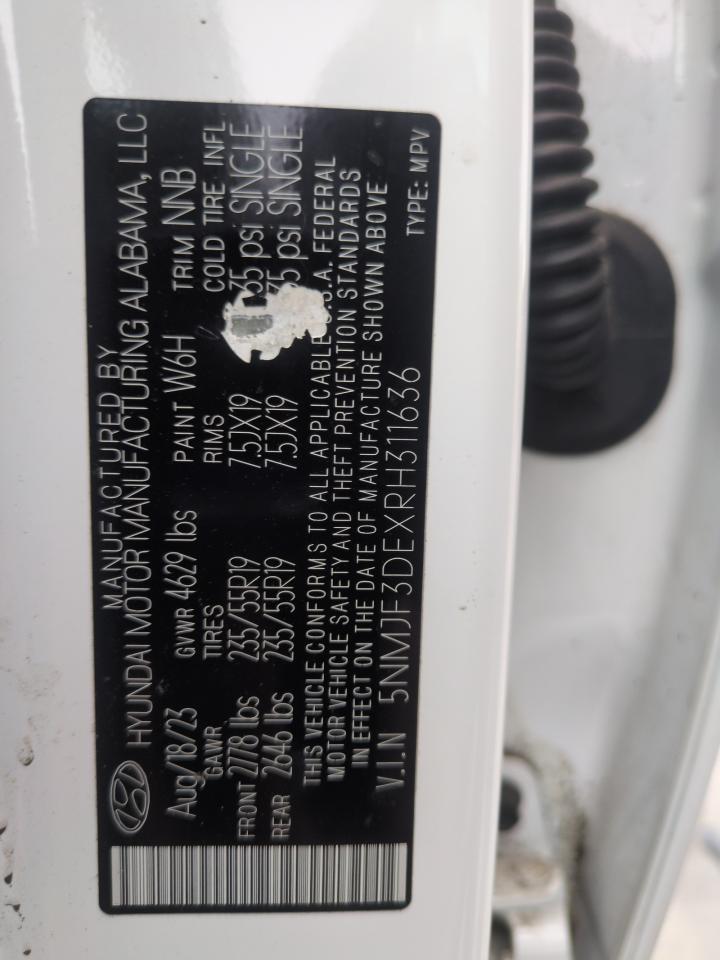 MANUFACTURED BY
HYUNDAI MOTOR MANUFACTURING ALABAMA, LLC
Aug/18/23 GVWR 4629 lbs PAINT W6H TRIM NNB
GAWR TIRES RIMS COLD TIRE. INFL
FRONT 2778 lbs 235/55R19 7.5JX19 35 psi SINGLE
REAR 2646 lbs 235/55R19 7.5JX19 psi SINGLE
THIS VEHICLE CONFORMS TO ALL APPLICABLE U.S.A. FEDERAL
MOTOR VEHICLE SAFETY AND THEFT PREVENTION STANDARDS
IN EFFECT ON THE DATE OF MANUFACTURE SHOWN ABOVE
V.I.N 5NMJF3DEXRH311636 TYPE: MPV